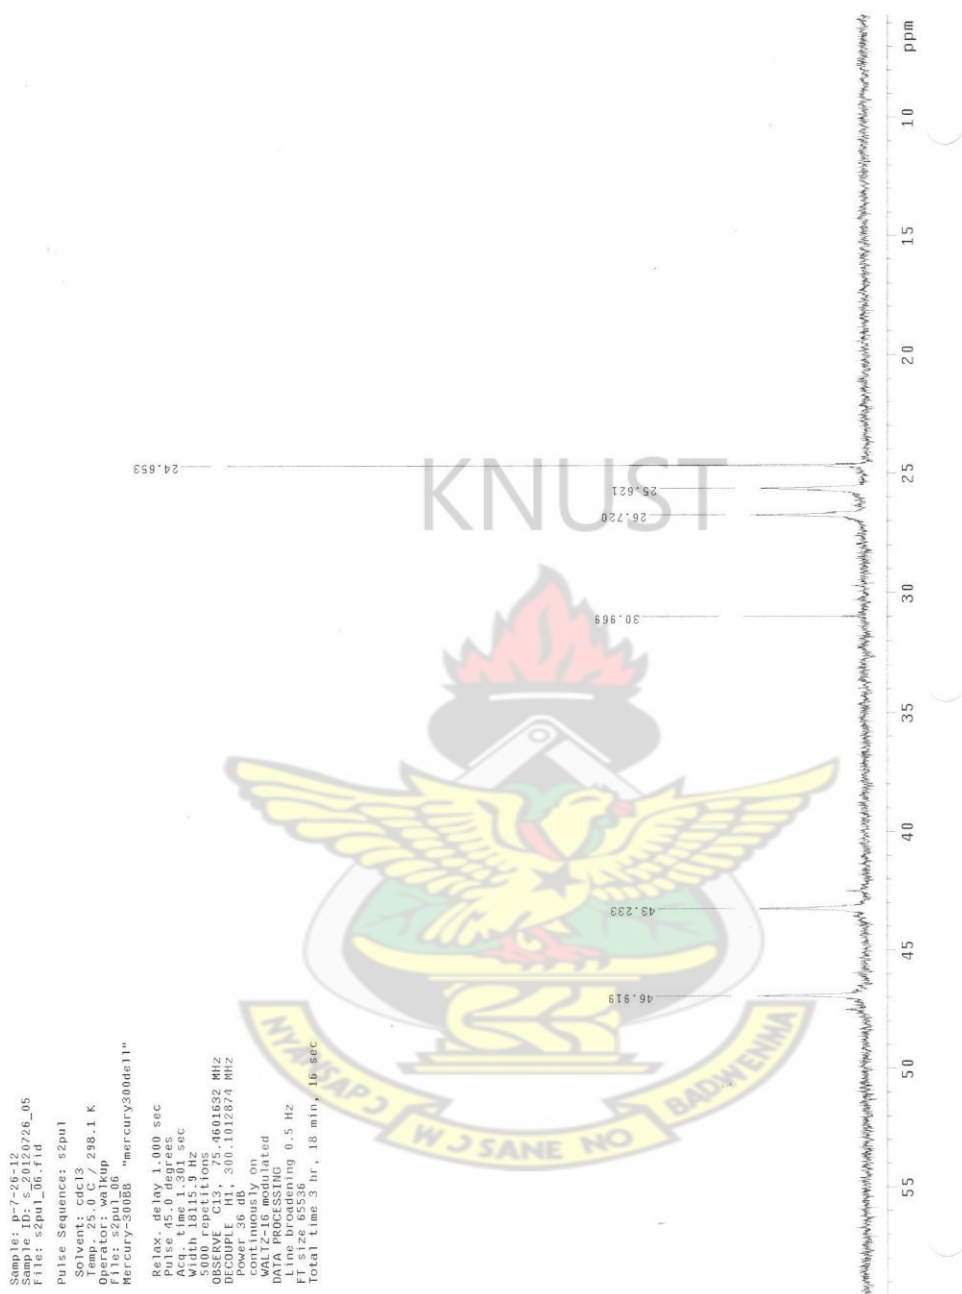 Sample: p-7-26-12
Sample ID: s_20120726_05
File: s2pul_06.fid
Pulse Sequence: s2pul
Solvent: cdcl3
Temp. 25.0 C / 298.1 K
Operator: walkup
File: s2pul_06
Mercury-300BB "mercury300dell"
Relax. delay 1.000 sec
Pulse 45.0 degrees
Acq. time 1.301 sec
Width 18115.9 Hz
5000 repetitions
OBSERVE C13, 75.4601632 MHz
DECOUPLE H1, 300.1012874 MHz
Power 36 dB
continuously on
WALTZ-16 modulated
DATA PROCESSING
Line broadening 0.5 Hz
FT size 65536
Total time 3 hr, 18 min, 16 sec
46.919
43.233
30.969
26.720
25.621
24.653
55 50 45 40 35 30 25 20 15 10 ppm
KNUST
NYANSAPƆ
WƆSANE NO
BADWENMA